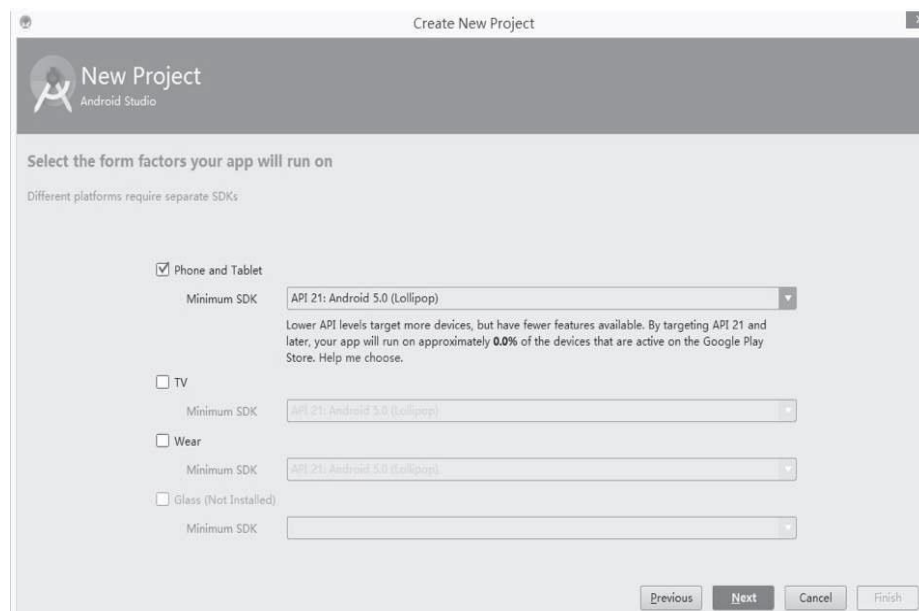 Create New Project
New Project
Android Studio
Select the form factors your app will run on
Different platforms require separate SDKs
Phone and Tablet
Minimum SDK API 21: Android 5.0 (Lollipop)
Lower API levels target more devices, but have fewer features available. By targeting API 21 and
later, your app will run on approximately 0.0% of the devices that are active on the Google Play
Store. Help me choose.
TV
Minimum SDK API 21: Android 5.0 (Lollipop)
Wear
Minimum SDK API 21: Android 5.0 (Lollipop)
Glass (Not Installed)
Minimum SDK
Previous Next Cancel Finish